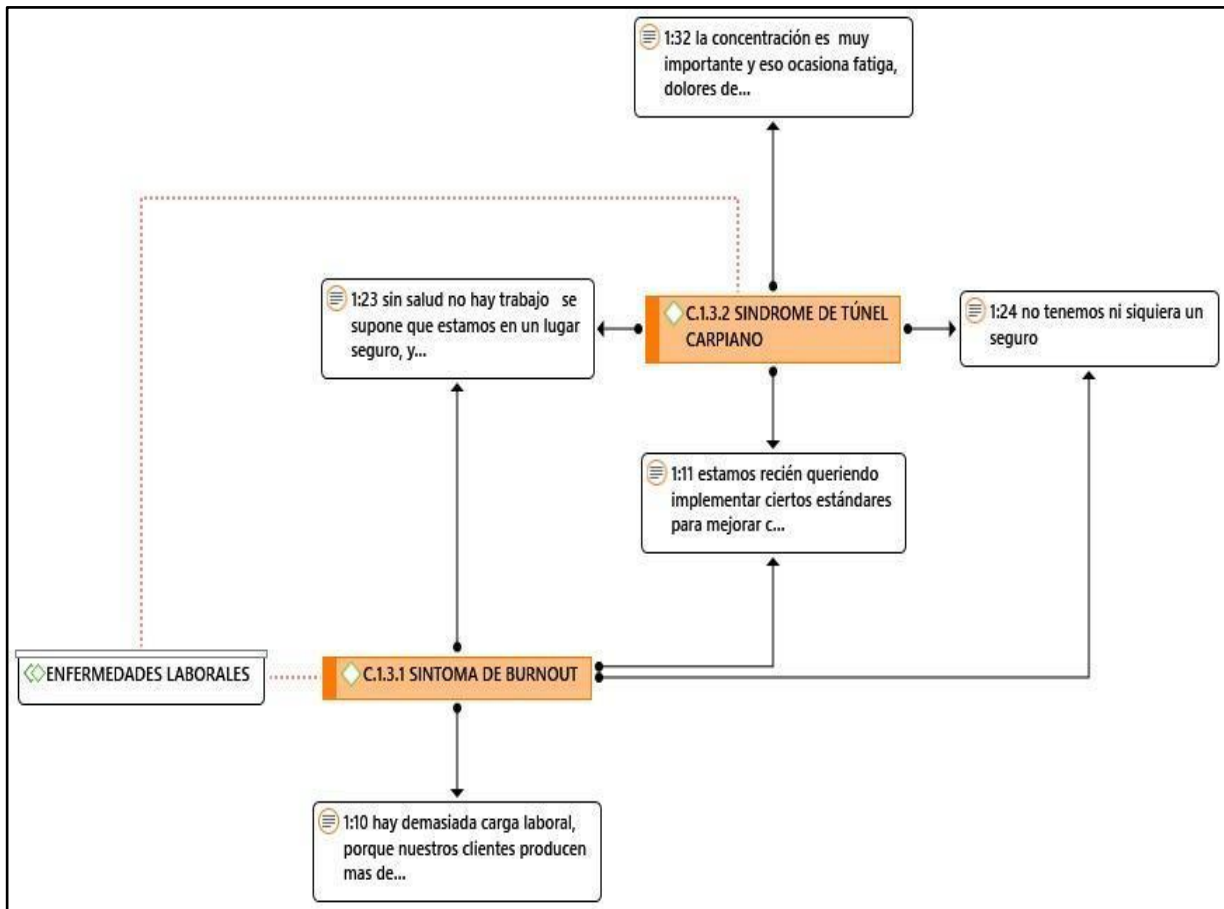 1:32 la concentración es muy
importante y eso ocasiona fatiga,
dolores de...
1:23 sin salud no hay trabajo se
supone que estamos en un lugar
seguro, y...
C.1.3.2 SINDROME DE TÚNEL
CARPIANO
1:24 no tenemos ni siquiera un
seguro
1:11 estamos recién queriendo
implementar ciertos estándares
para mejorar c...
ENFERMEDADES LABORALES
C.1.3.1 SINTOMA DE BURNOUT
1:10 hay demasiada carga laboral,
porque nuestros clientes producen
mas de...